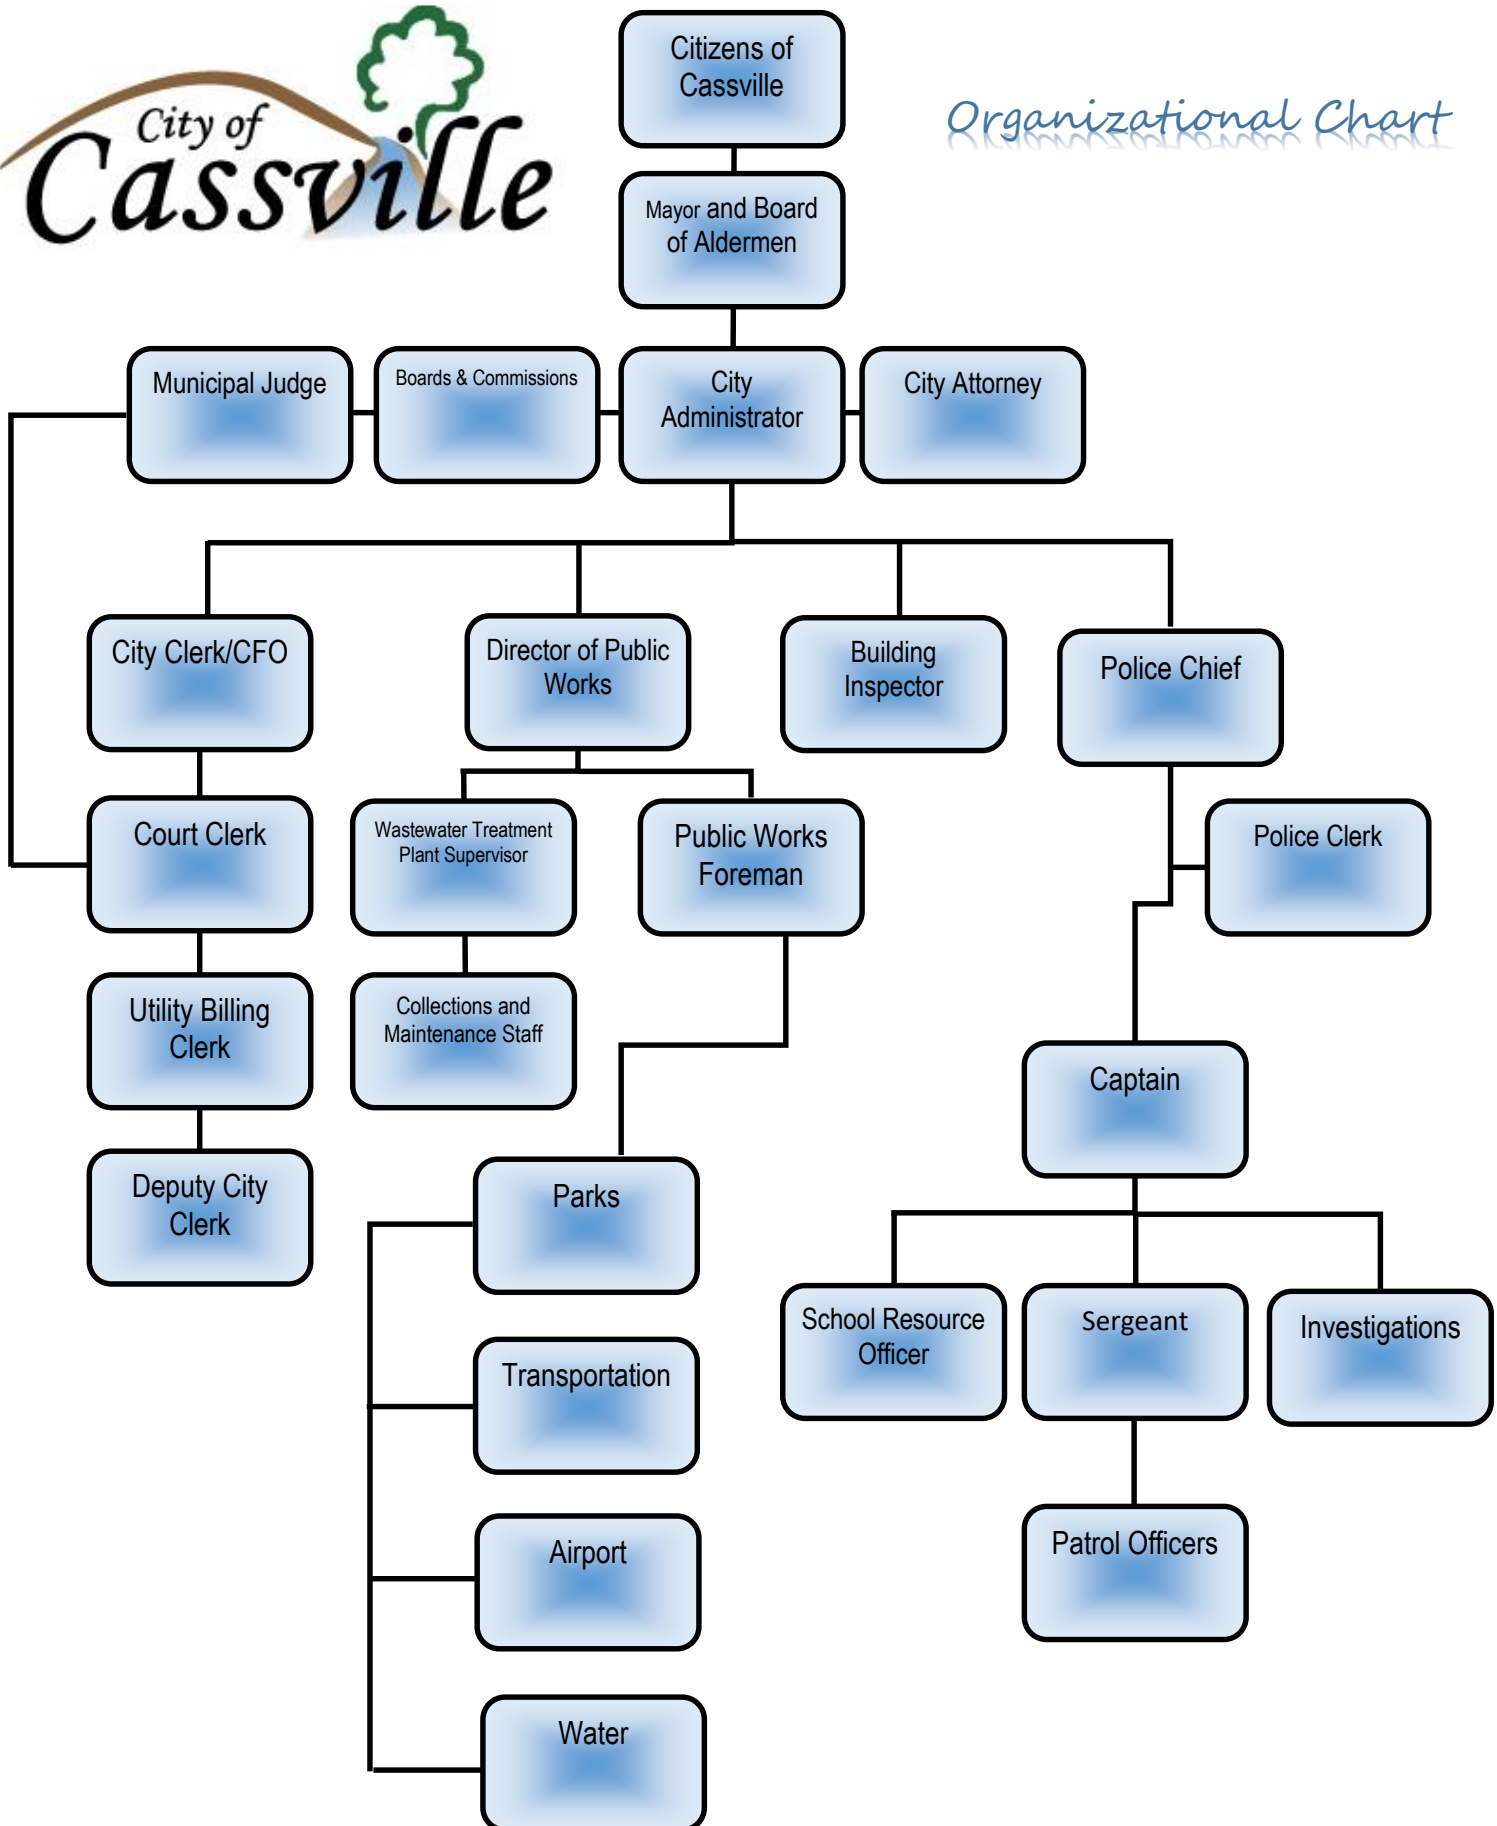 City of
Cassville
Citizens of
Cassville
Organizational Chart
Mayor and Board
of Aldermen
Municipal Judge
Boards & Commissions
City
Administrator
City Attorney
City Clerk/CFO
Director of Public
Works
Building
Inspector
Police Chief
Court Clerk
Wastewater Treatment
Plant Supervisor
Public Works
Foreman
Police Clerk
Utility Billing
Clerk
Collections and
Maintenance Staff
Captain
Deputy City
Clerk
Parks
School Resource
Officer
Sergeant
Investigations
Transportation
Airport
Patrol Officers
Water